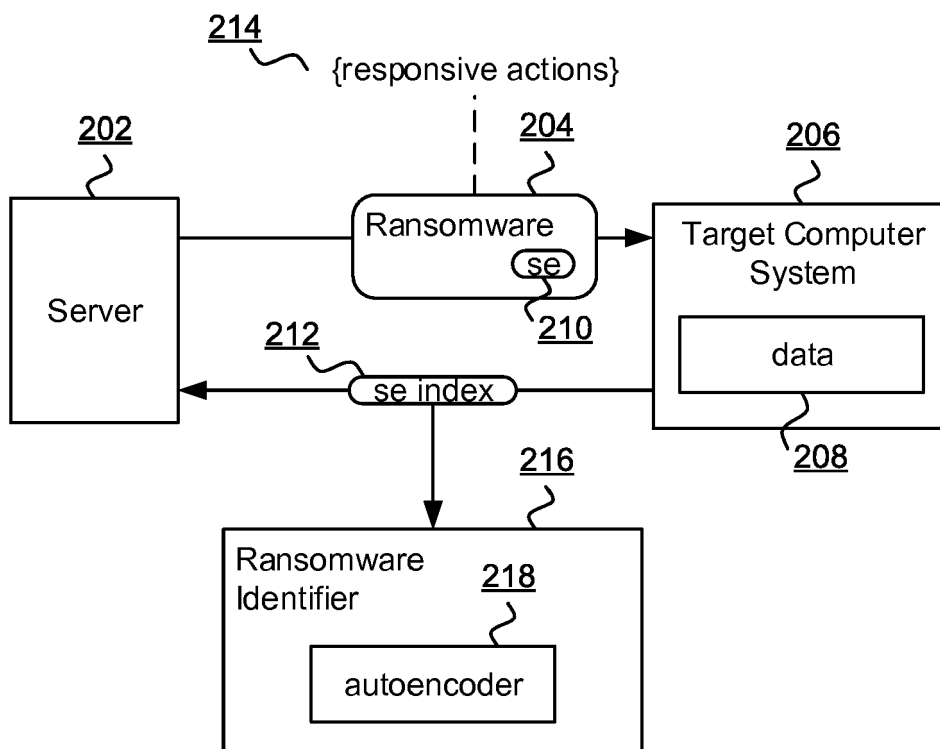 214
{responsive actions}
202
204
206
Ransomware
se
210
Target Computer
System
Server
data
208
212
se index
216
Ransomware
Identifier
218
autoencoder